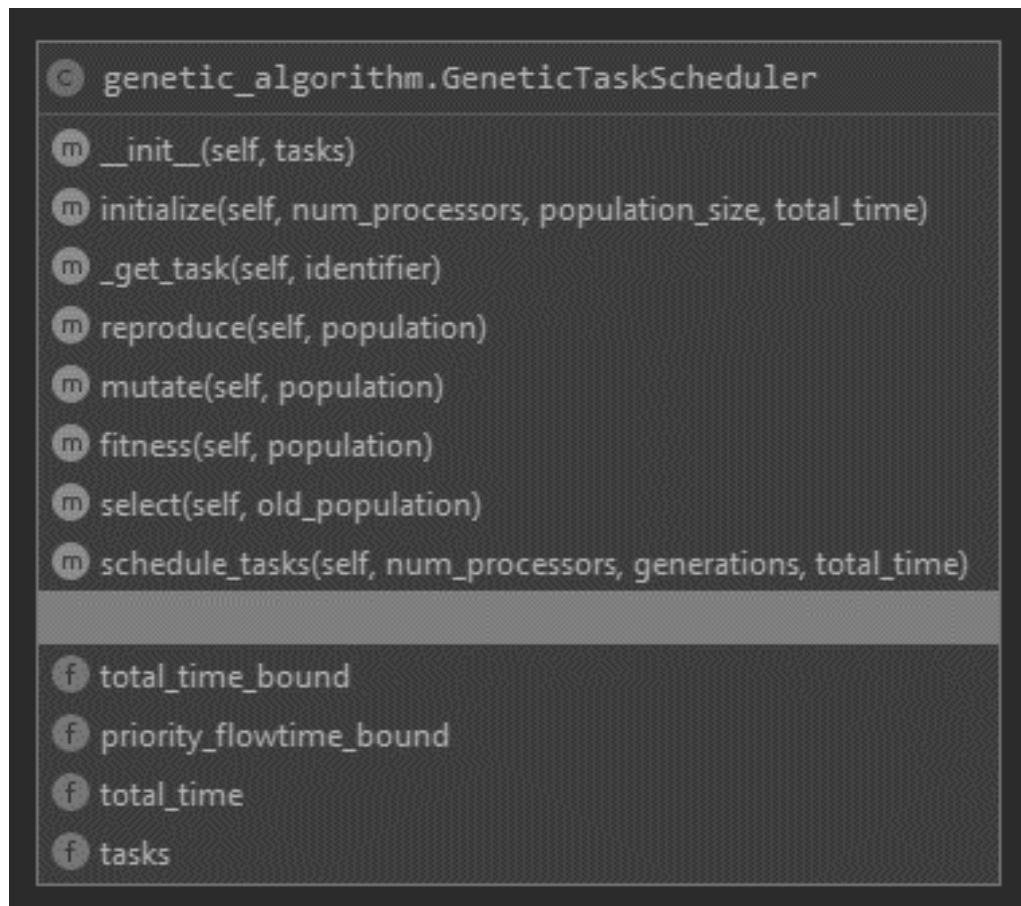 C genetic_algorithm.GeneticTaskScheduler
m __init__(self, tasks)
m initialize(self, num_processors, population_size, total_time)
m _get_task(self, identifier)
m reproduce(self, population)
m mutate(self, population)
m fitness(self, population)
m select(self, old_population)
m schedule_tasks(self, num_processors, generations, total_time)
f total_time_bound
f priority_flowtime_bound
f total_time
f tasks